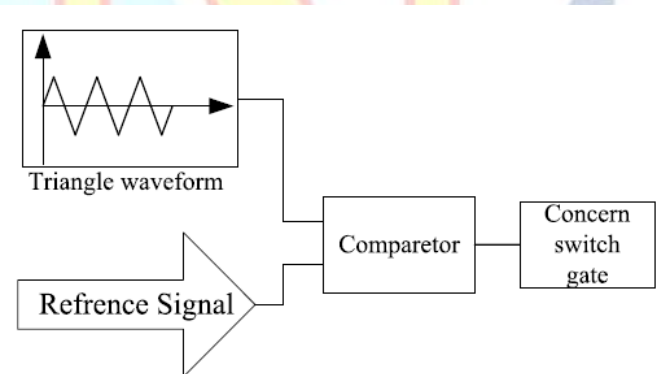 Triangle waveform
Refrence Signal
Comparetor
Concern
switch
gate